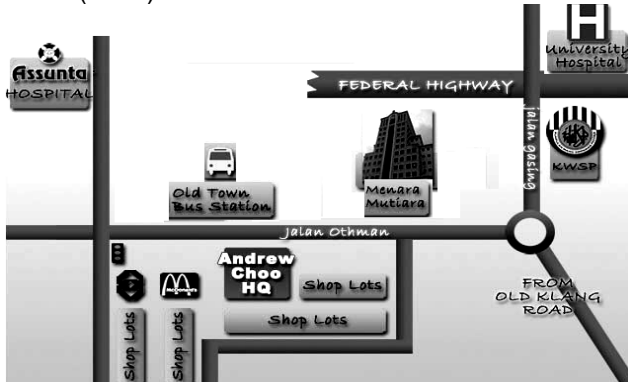 H
University
Hospital
Assunta
HOSPITAL
FEDERAL HIGHWAY
jalan gasing
KWSP
Old Town
Bus Station
Menara
Mutiara
Jalan Othman
Andrew
Choo
HQ
McDonald's
Shop Lots
Shop Lots
FROM
OLD KLANG
ROAD
Shop Lots
Shop Lots